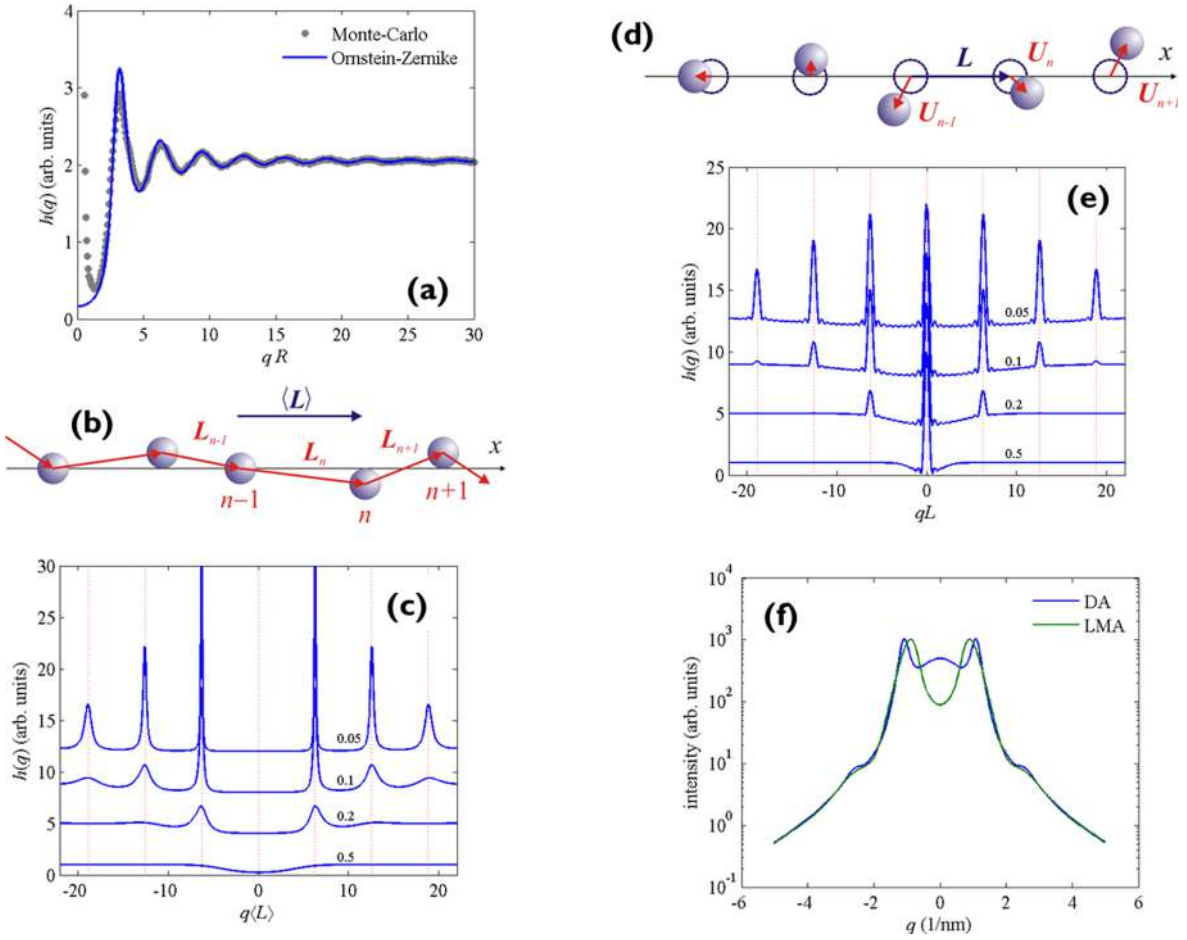 4
3
2
1
0
h(q) (arb. units)
Monte-Carlo
Ornstein-Zernike
(a)
0 5 10 15 20 25 30
q R
(b)
⟨L⟩
L_{n-1} L_n L_{n+1} x
n−1 n n+1
30
25
20
15
10
5
0
h(q) (arb. units)
(c)
0.05
0.1
0.2
0.5
-20 -10 0 10 20
q⟨L⟩
(d)
L U_n x
U_{n-1} U_{n+1}
25
20
15
10
5
0
h(q) (arb. units)
(e)
0.05
0.1
0.2
0.5
-20 -10 0 10 20
qL
10^4
10^3
10^2
10^1
10^0
10^-1
intensity (arb. units)
(f)
DA
LMA
-6 -4 -2 0 2 4 6
q (1/nm)